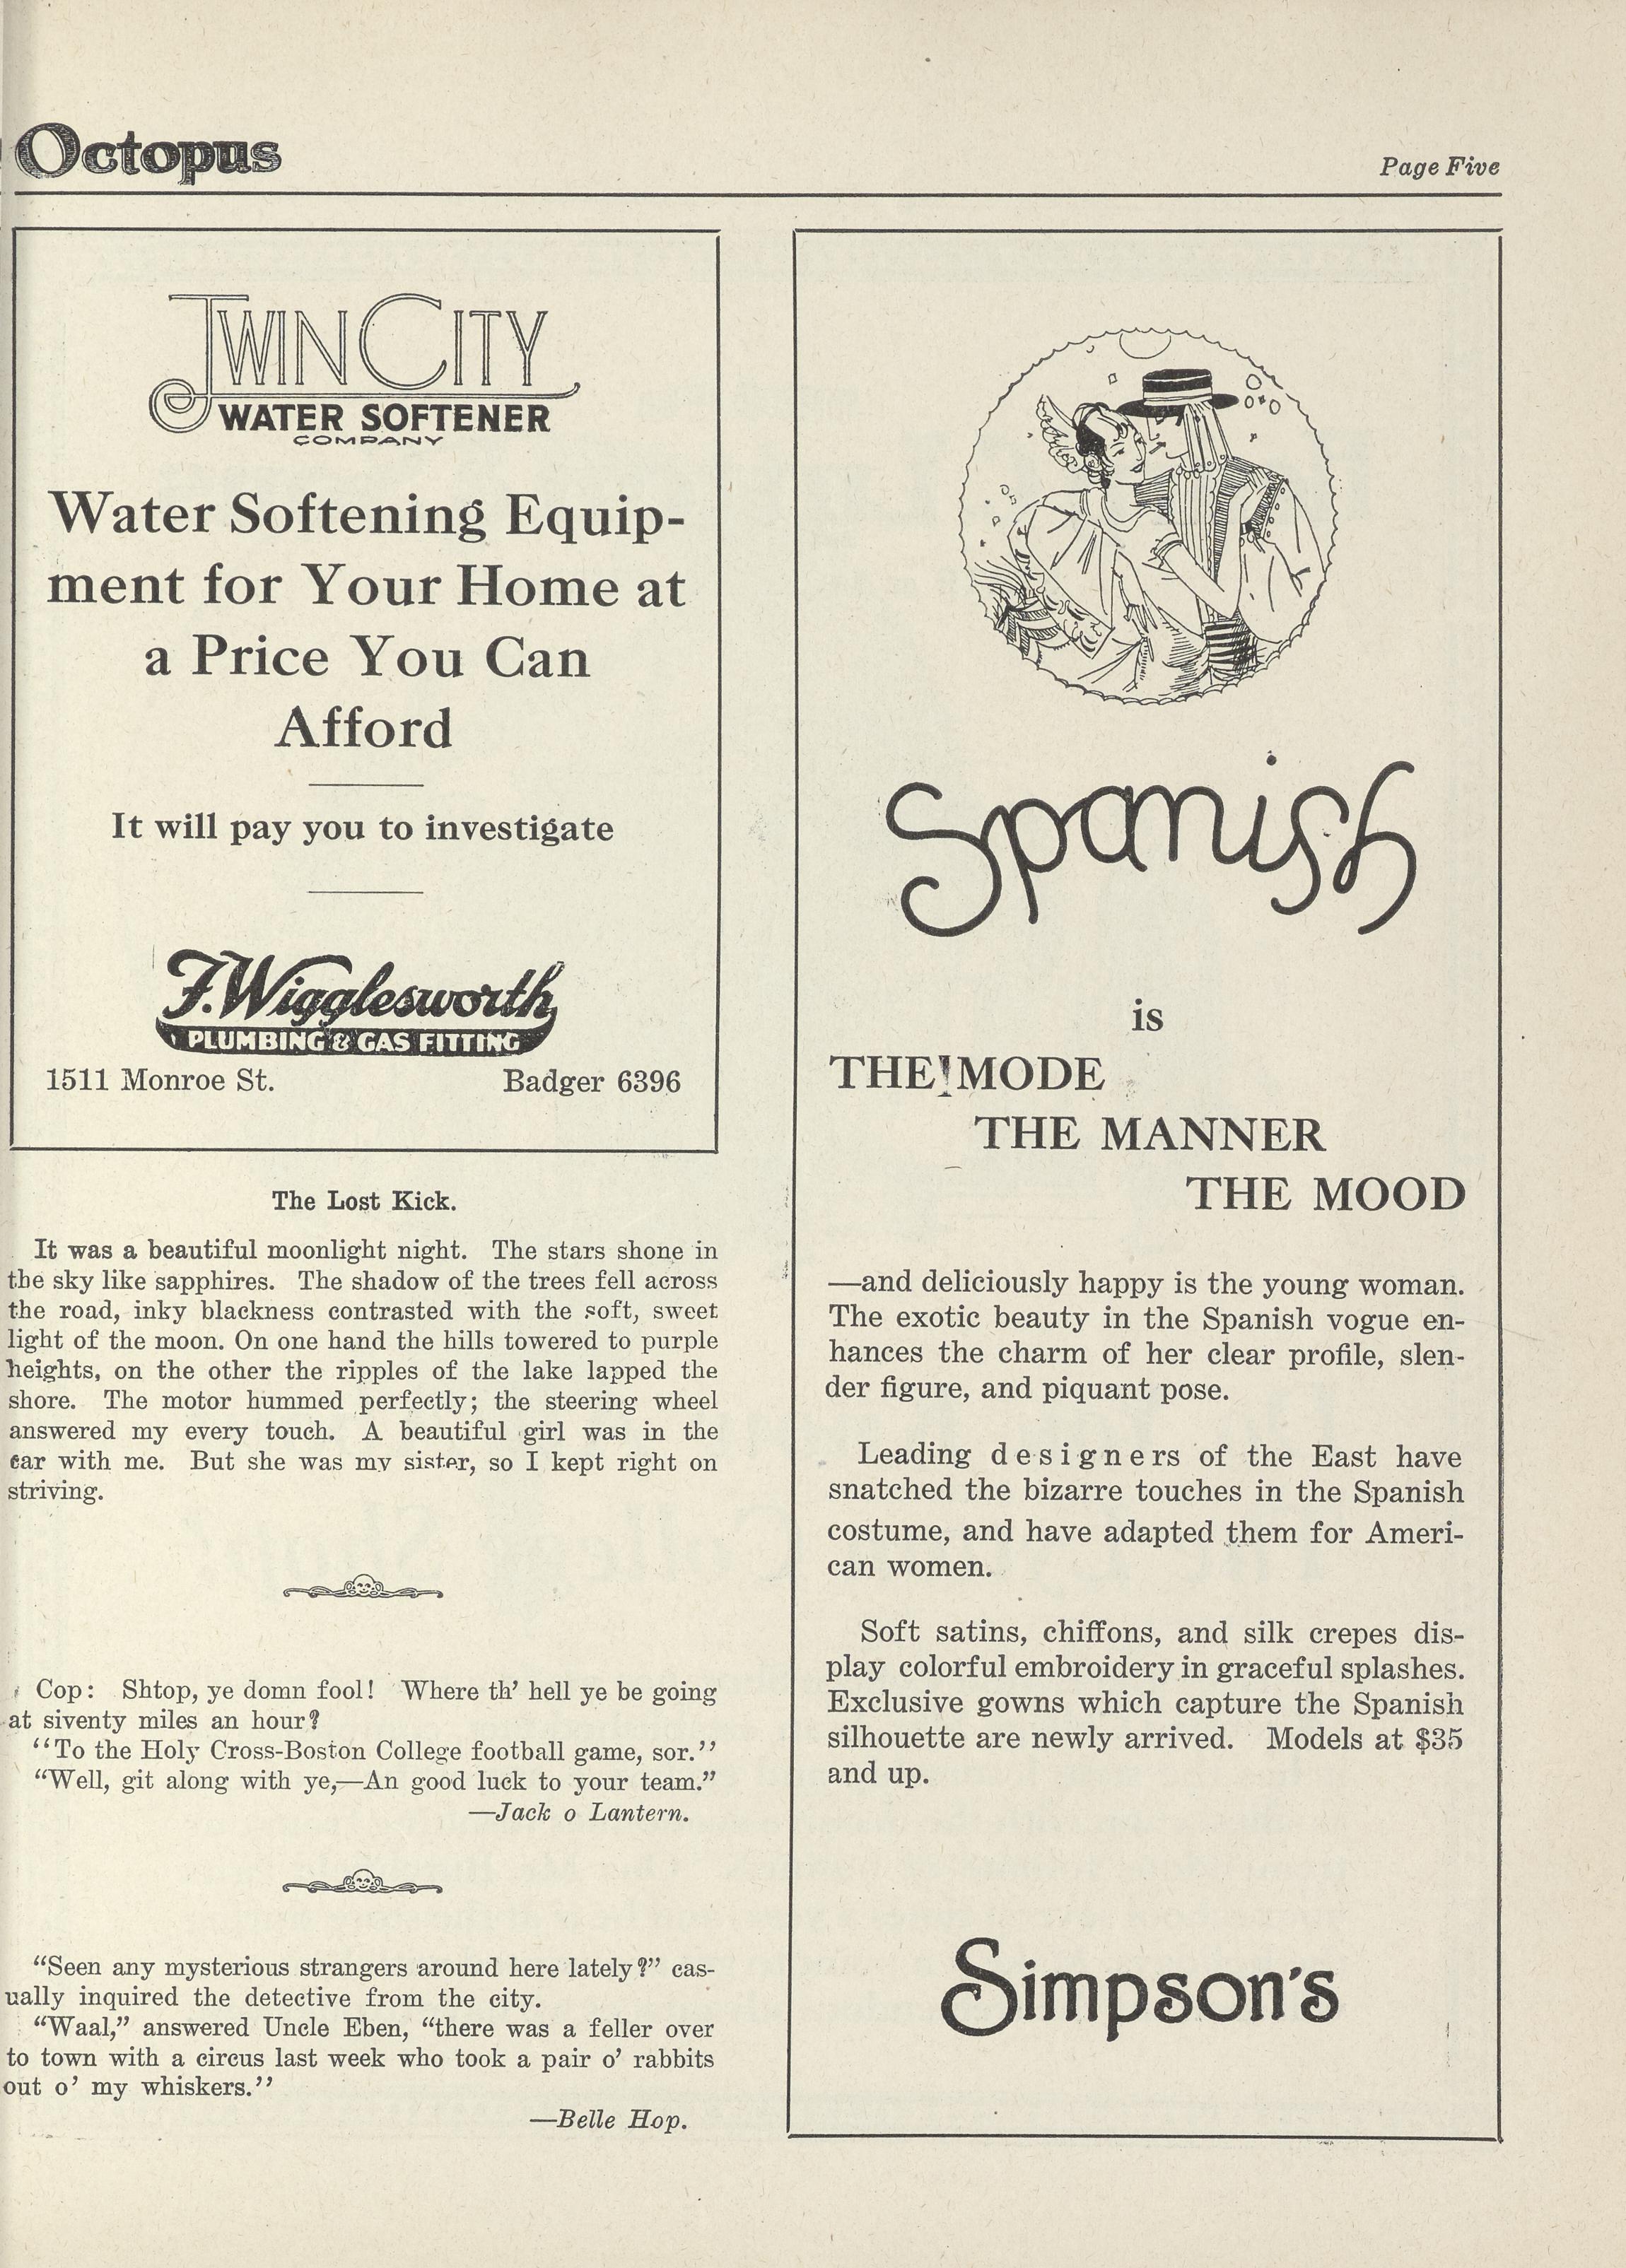 Octopus
Page Five
TWIN CITY
WATER SOFTENER
COMPANY
Water Softening Equip-
ment for Your Home at
a Price You Can
Afford
It will pay you to investigate
F. Wigglesworth
PLUMBING & GAS FITTING
1511 Monroe St. Badger 6396
The Lost Kick.
It was a beautiful moonlight night. The stars shone in
the sky like sapphires. The shadow of the trees fell across
the road, inky blackness contrasted with the soft, sweet
light of the moon. On one hand the hills towered to purple
heights, on the other the ripples of the lake lapped the
shore. The motor hummed perfectly; the steering wheel
answered my every touch. A beautiful girl was in the
car with me. But she was my sister, so I kept right on
striving.
Cop: Shtop, ye domn fool! Where th' hell ye be going
at siventy miles an hour?
"To the Holy Cross-Boston College football game, sor."
"Well, git along with ye,—An good luck to your team."
—Jack o Lantern.
"Seen any mysterious strangers around here lately?" cas-
ually inquired the detective from the city.
"Waal," answered Uncle Eben, "there was a feller over
to town with a circus last week who took a pair o' rabbits
out o' my whiskers."
—Belle Hop.
Spanish
is
THE MODE
THE MANNER
THE MOOD
—and deliciously happy is the young woman.
The exotic beauty in the Spanish vogue en-
hances the charm of her clear profile, slen-
der figure, and piquant pose.
Leading designers of the East have
snatched the bizarre touches in the Spanish
costume, and have adapted them for Ameri-
can women.
Soft satins, chiffons, and silk crepes dis-
play colorful embroidery in graceful splashes.
Exclusive gowns which capture the Spanish
silhouette are newly arrived. Models at $35
and up.
Simpson's